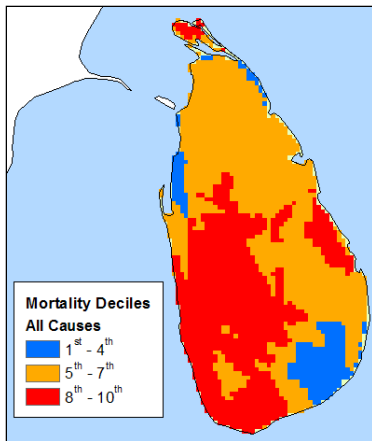 Mortality Deciles
All Causes
1st - 4th
5th - 7th
8th - 10th